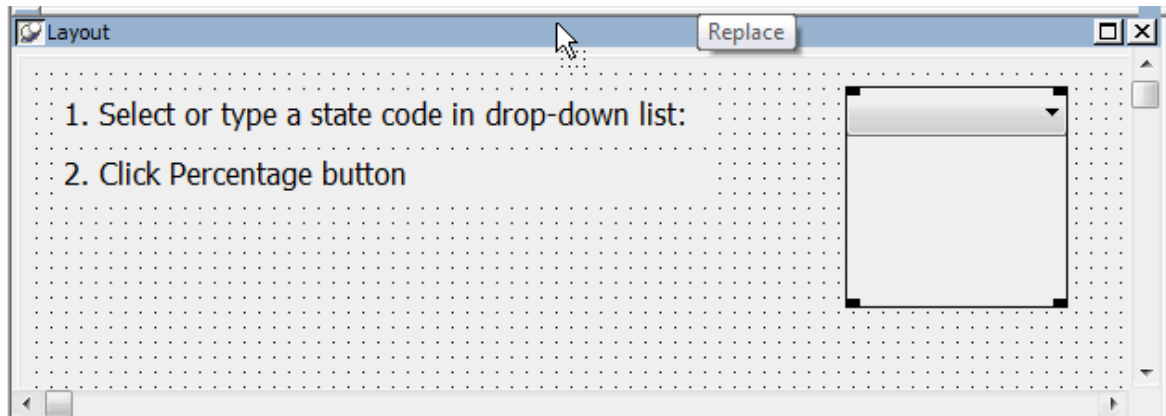 Layout
Replace
1. Select or type a state code in drop-down list:
2. Click Percentage button